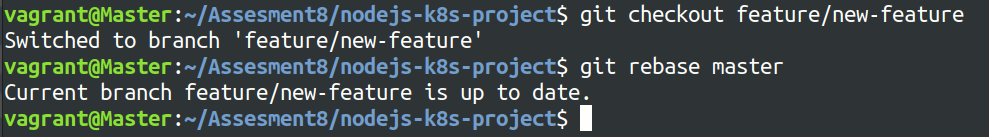 vagrant@Master:~/Assesment8/nodejs-k8s-project$ git checkout feature/new-feature
Switched to branch 'feature/new-feature'
vagrant@Master:~/Assesment8/nodejs-k8s-project$ git rebase master
Current branch feature/new-feature is up to date.
vagrant@Master:~/Assesment8/nodejs-k8s-project$